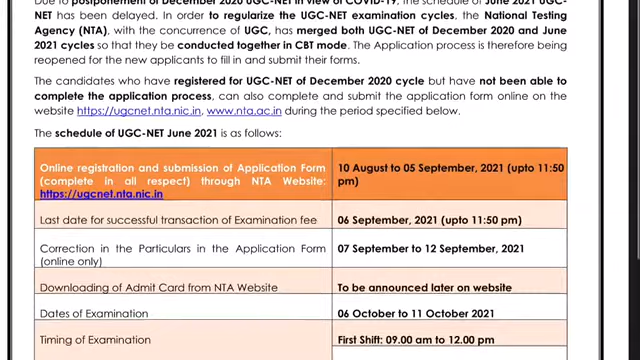 Due to postponement of December 2020 UGC-NET in view of COVID-19, the schedule of June 2021 UGC-
NET has been delayed. In order to regularize the UGC-NET examination cycles, the National Testing
Agency (NTA), with the concurrence of UGC, has merged both UGC-NET of December 2020 and June
2021 cycles so that they be conducted together in CBT mode. The Application process is therefore being
reopened for the new applicants to fill in and submit their forms.
The candidates who have registered for UGC-NET of December 2020 cycle but have not been able to
complete the application process, can also complete and submit the application form online on the
website https://ugcnet.nta.nic.in, www.nta.ac.in during the period specified below.
The schedule of UGC-NET June 2021 is as follows:
Online registration and submission of Application Form
(complete in all respect) through NTA Website:
https://ugcnet.nta.nic.in
10 August to 05 September, 2021 (upto 11:50
pm)
Last date for successful transaction of Examination fee
06 September, 2021 (upto 11:50 pm)
Correction in the Particulars in the Application Form
(online only)
07 September to 12 September, 2021
Downloading of Admit Card from NTA Website
To be announced later on website
Dates of Examination
06 October to 11 October 2021
Timing of Examination
First Shift: 09.00 am to 12.00 pm